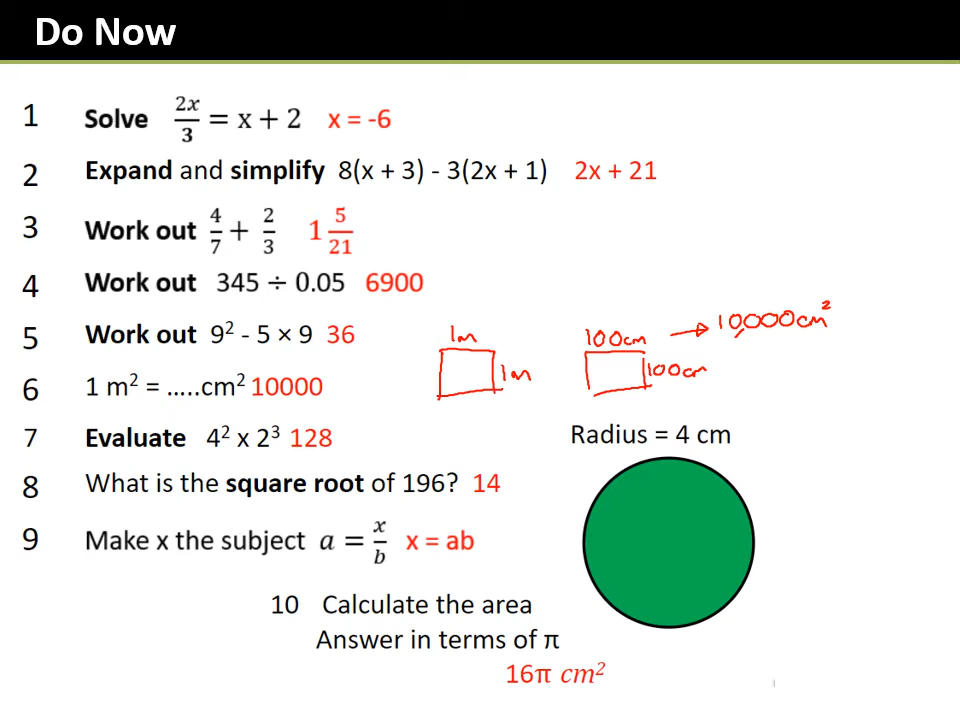 Do Now
1 Solve 2x/3 = x + 2 x = -6
2 Expand and simplify 8(x + 3) - 3(2x + 1) 2x + 21
3 Work out 4/7 + 2/3 1 5/21
4 Work out 345 ÷ 0.05 6900
5 Work out 9² - 5 × 9 36
6 1 m² = .....cm² 10000
1m
1m
100cm → 10,000cm²
100cm
7 Evaluate 4² x 2³ 128
Radius = 4 cm
8 What is the square root of 196? 14
9 Make x the subject a = x/b x = ab
10 Calculate the area
Answer in terms of π
16π cm²